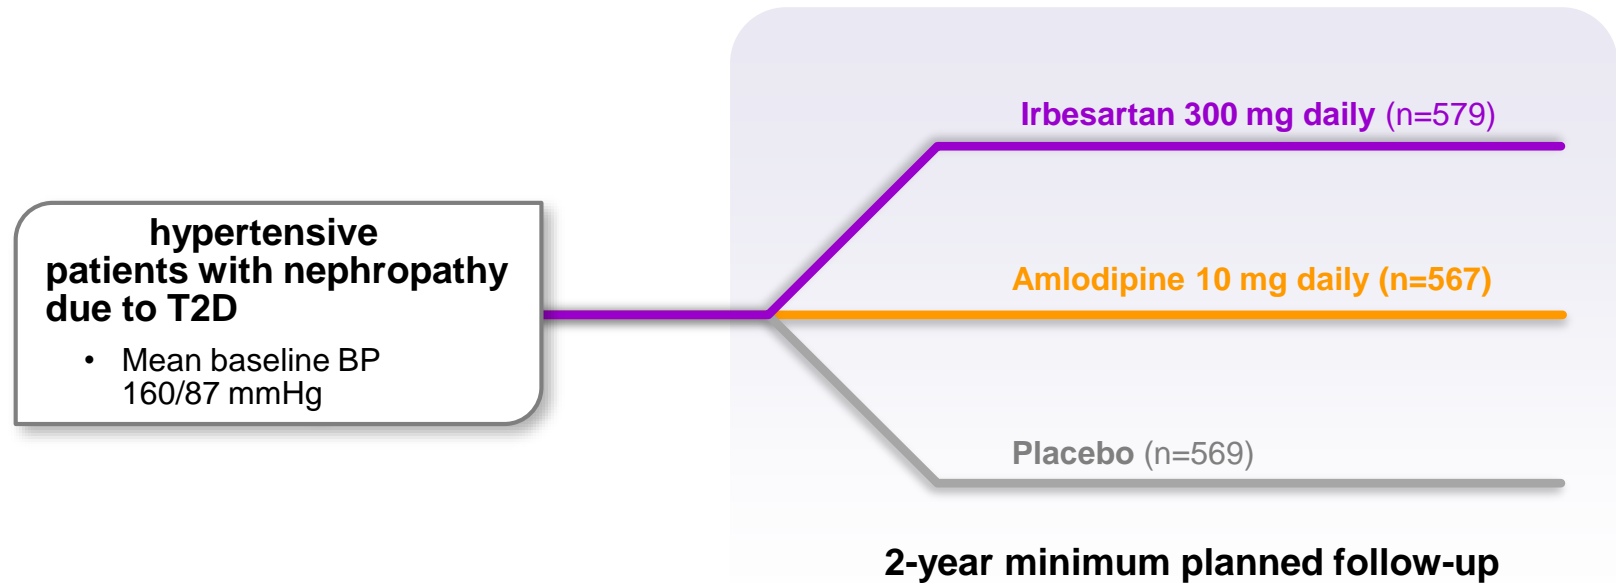 Irbesartan 300 mg daily (n=579)
hypertensive
patients with nephropathy
due to T2D
• Mean baseline BP
160/87 mmHg
Amlodipine 10 mg daily (n=567)
Placebo (n=569)
2-year minimum planned follow-up